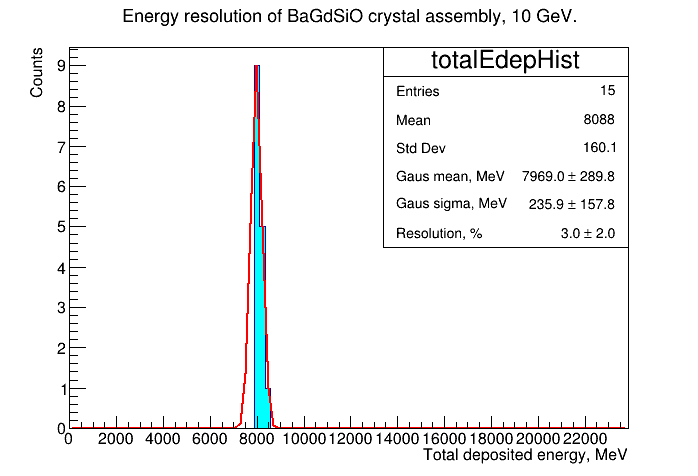 Energy resolution of BaGdSiO crystal assembly, 10 GeV.
Counts
totalEdepHist
Entries 15
Mean 8088
Std Dev 160.1
Gaus mean, MeV 7969.0 ± 289.8
Gaus sigma, MeV 235.9 ± 157.8
Resolution, % 3.0 ± 2.0
9
8
7
6
5
4
3
2
1
0
0 2000 4000 6000 8000 10000 12000 14000 16000 18000 20000 22000
Total deposited energy, MeV